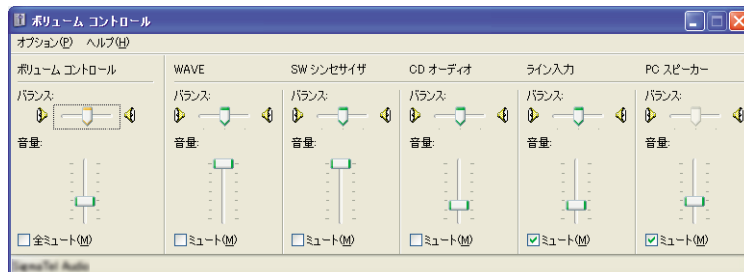 ボリューム コントロール
オプション(P) ヘルプ(H)
ボリューム コントロール
バランス:
音量:
全ミュート(M)
WAVE
バランス:
音量:
ミュート(M)
SW シンセサイザ
バランス:
音量:
ミュート(M)
CD オーディオ
バランス:
音量:
ミュート(M)
ライン入力
バランス:
音量:
ミュート(M)
PC スピーカー
バランス:
音量:
ミュート(M)